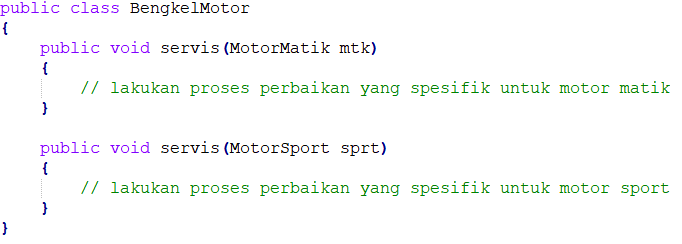 public class BengkelMotor
{
    public void servis(MotorMatik mtk)
    {
        // lakukan proses perbaikan yang spesifik untuk motor matik
    }
    public void servis(MotorSport sprt)
    {
        // lakukan proses perbaikan yang spesifik untuk motor sport
    }
}